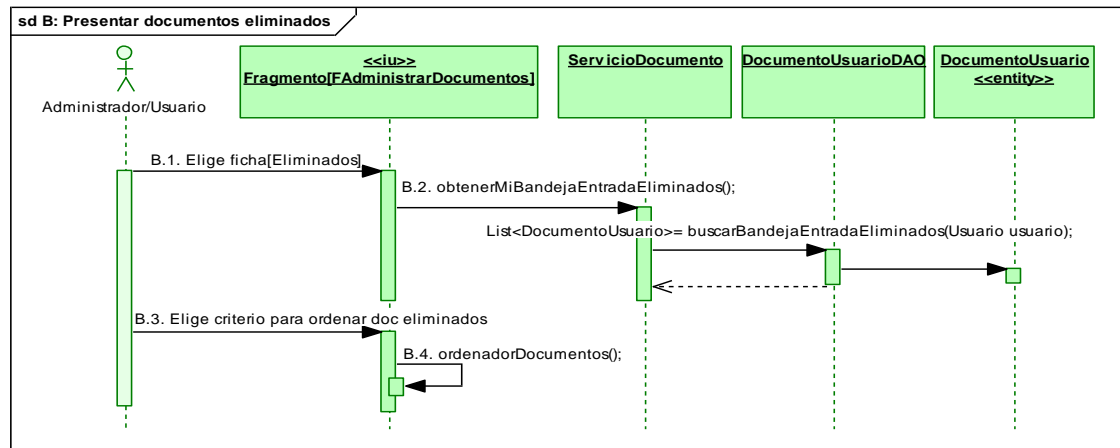 sd B: Presentar documentos eliminados
Administrador/Usuario
<<iu>>
Fragmento[FAdministrarDocumentos]
ServicioDocumento
DocumentoUsuarioDAO
DocumentoUsuario
<<entity>>
B.1. Elige ficha[Eliminados]
B.2. obtenerMiBandejaEntradaEliminados();
List<DocumentoUsuario>= buscarBandejaEntradaEliminados(Usuario usuario);
B.3. Elige criterio para ordenar doc eliminados
B.4. ordenadorDocumentos();